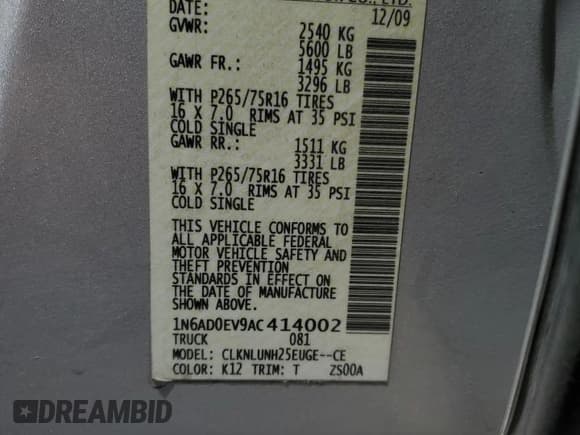 CO., LTD.
DATE: 12/09
GVWR: 2540 KG
5600 LB
GAWR FR.: 1495 KG
3296 LB
WITH P265/75R16 TIRES
16 X 7.0 RIMS AT 35 PSI
COLD SINGLE
GAWR RR.: 1511 KG
3331 LB
WITH P265/75R16 TIRES
16 X 7.0 RIMS AT 35 PSI
COLD SINGLE
THIS VEHICLE CONFORMS TO
ALL APPLICABLE FEDERAL
MOTOR VEHICLE SAFETY AND
THEFT PREVENTION
STANDARDS IN EFFECT ON
THE DATE OF MANUFACTURE
SHOWN ABOVE.
1N6AD0EV9AC414002
TRUCK 081
MODEL: CLKNLUNH25EUGE--CE
COLOR: K12 TRIM: T ZS00A
DREAMBID